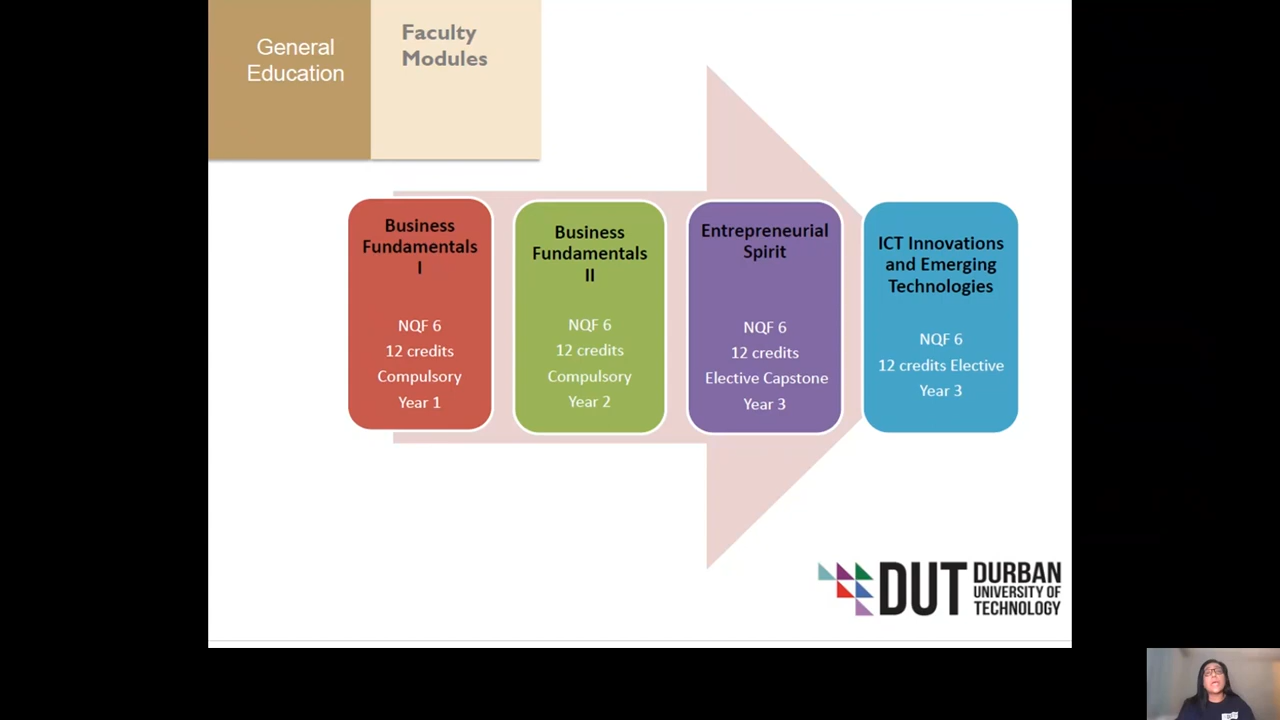 General
Education
Faculty
Modules
Business
Fundamentals
I
NQF 6
12 credits
Compulsory
Year 1
Business
Fundamentals
II
NQF 6
12 credits
Compulsory
Year 2
Entrepreneurial
Spirit
NQF 6
12 credits
Elective Capstone
Year 3
ICT Innovations
and Emerging
Technologies
NQF 6
12 credits Elective
Year 3
DUT
DURBAN
UNIVERSITY OF
TECHNOLOGY